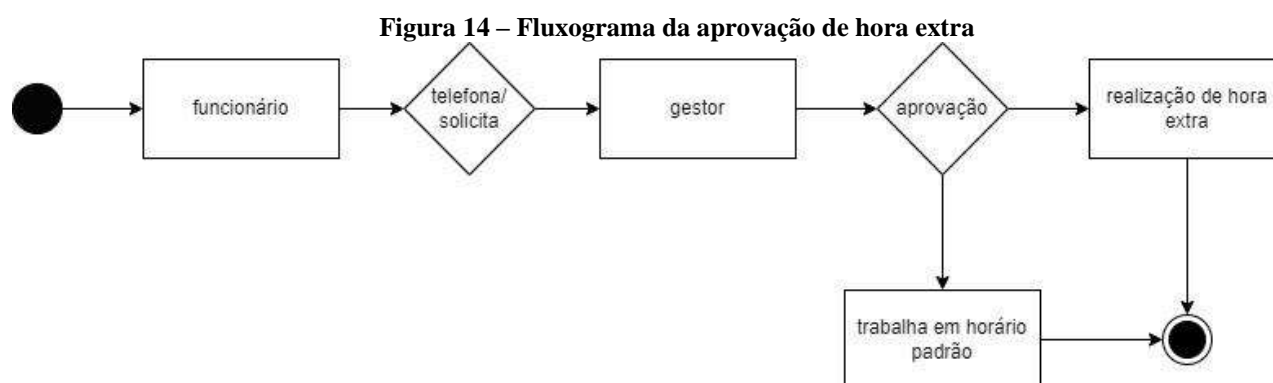 Figura 14 – Fluxograma da aprovação de hora extra
funcionário
telefona/
solicita
gestor
aprovação
realização de hora
extra
trabalha em horário
padrão